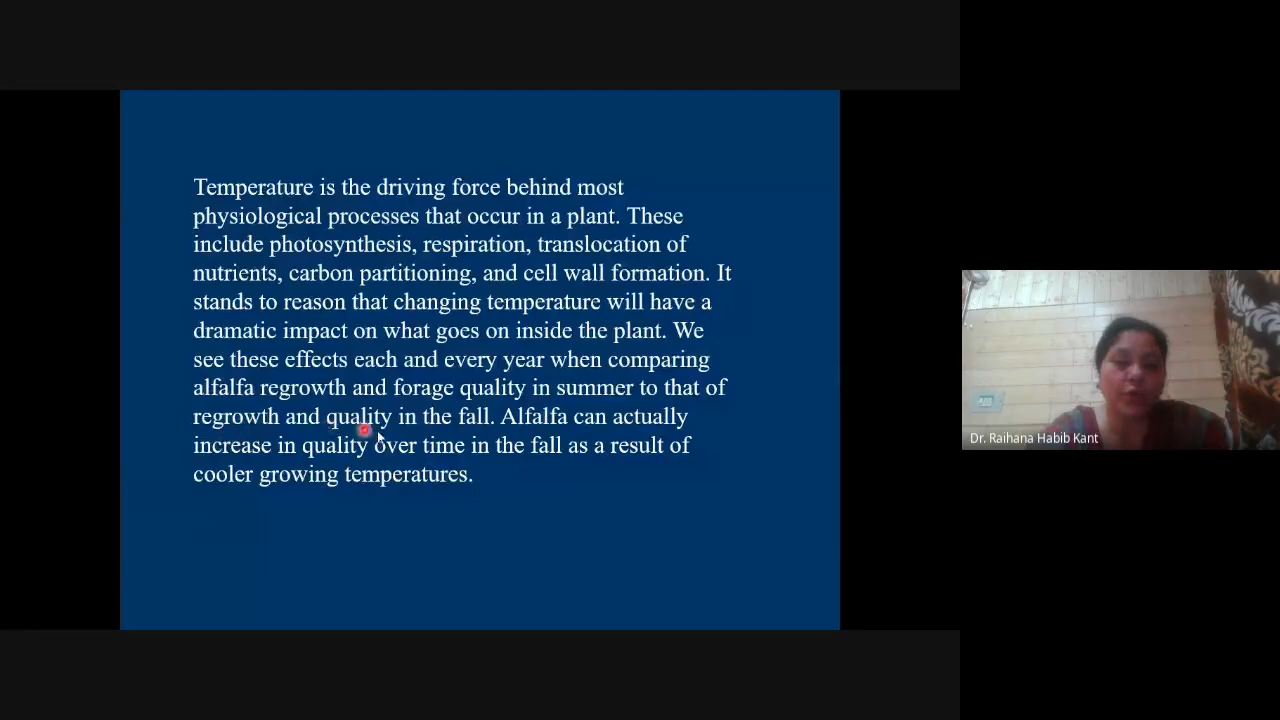 Temperature is the driving force behind most
physiological processes that occur in a plant. These
include photosynthesis, respiration, translocation of
nutrients, carbon partitioning, and cell wall formation. It
stands to reason that changing temperature will have a
dramatic impact on what goes on inside the plant. We
see these effects each and every year when comparing
alfalfa regrowth and forage quality in summer to that of
regrowth and quality in the fall. Alfalfa can actually
increase in quality over time in the fall as a result of
cooler growing temperatures.
Dr. Raihana Habib Kant